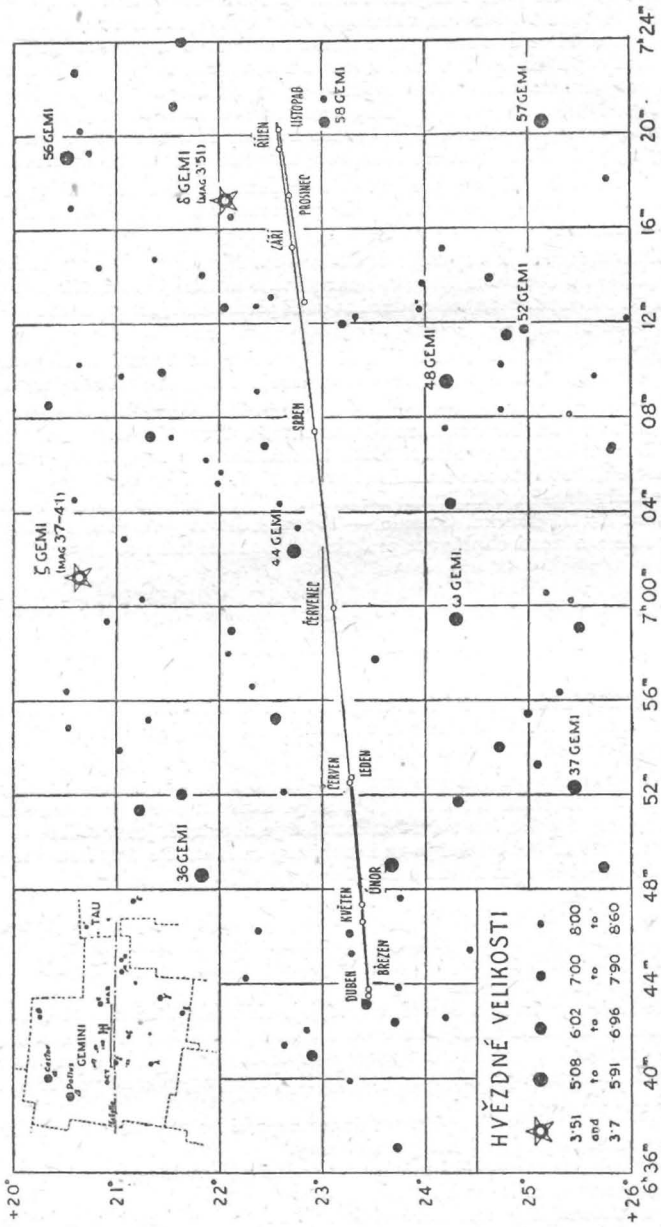 +20°
+21°
+22°
+23°
+24°
+25°
+26°
6ʰ36ᵐ
40ᵐ
44ᵐ
48ᵐ
52ᵐ
56ᵐ
7ʰ00ᵐ
04ᵐ
08ᵐ
12ᵐ
16ᵐ
20ᵐ
7ʰ24ᵐ
56 GEMI
δ GEMI
(MAG 3·51)
58 GEMI
57 GEMI
52 GEMI
48 GEMI
ζ GEMI
(MAG 3·7–4·1)
44 GEMI
ω GEMI
37 GEMI
36 GEMI
ŘÍJEN
LISTOPAD
PROSINEC
ZÁŘÍ
SRPEN
ČERVENEC
ČERVEN
LEDEN
KVĚTEN
ÚNOR
DUBEN
BŘEZEN
Castor
Pollux
GEMINI
TAU
HVĚZDNÉ VELIKOSTI
3·51 5·08 6·02 7·00 8·00
and to to to to
3·7 5·91 6·96 7·90 8·60